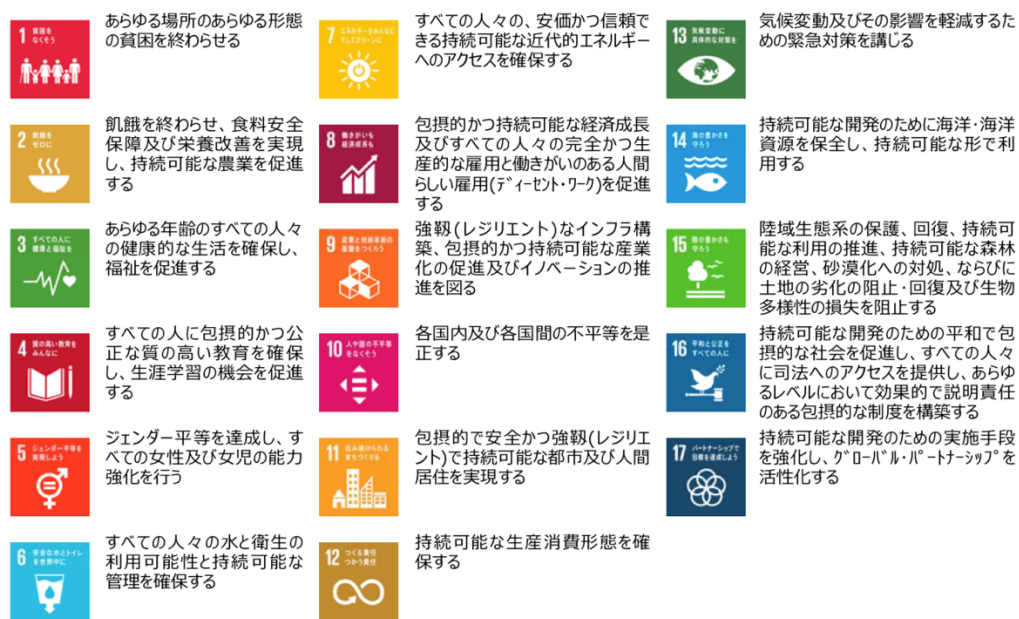 1 貧困を
なくそう
あらゆる場所のあらゆる形態
の貧困を終わらせる
2 飢餓を
ゼロに
飢餓を終わらせ、食料安全
保障及び栄養改善を実現
し、持続可能な農業を促進
する
3 すべての人に
健康と福祉を
あらゆる年齢のすべての人々
の健康的な生活を確保し、
福祉を促進する
4 質の高い教育を
みんなに
すべての人に包摂的かつ公
正な質の高い教育を確保
し、生涯学習の機会を促進
する
5 ジェンダー平等を
実現しよう
ジェンダー平等を達成し、す
べての女性及び女児の能力
強化を行う
6 安全な水とトイレ
を世界中に
すべての人々の水と衛生の
利用可能性と持続可能な
管理を確保する
7 エネルギーをみんなに
そしてクリーンに
すべての人々の、安価かつ信頼
できる持続可能な近代的エネルギー
へのアクセスを確保する
8 働きがいも
経済成長も
包摂的かつ持続可能な経済成長
及びすべての人々の完全かつ生
産的な雇用と働きがいのある人間
らしい雇用(ディーセント・ワーク)を促進
する
9 産業と技術革新の
基盤をつくろう
強靱(レジリエント)なインフラ構
築、包摂的かつ持続可能な産業
化の促進及びイノベーションの推
進を図る
10 人や国の不平等
をなくそう
各国内及び各国間の不平等を是
正する
11 住み続けられる
まちづくりを
包摂的で安全かつ強靱(レジリエ
ント)で持続可能な都市及び人間
居住を実現する
12 つくる責任
つかう責任
持続可能な生産消費形態を確
保する
13 気候変動に
具体的な対策を
気候変動及びその影響を軽減するた
めの緊急対策を講じる
14 海の豊かさを
守ろう
持続可能な開発のために海洋・海洋
資源を保全し、持続可能な形で利
用する
15 陸の豊かさも
守ろう
陸域生態系の保護、回復、持続可
能な利用の推進、持続可能な森林
の経営、砂漠化への対処、ならびに
土地の劣化の阻止・回復及び生物
多様性の損失を阻止する
16 平和と公正を
すべての人に
持続可能な開発のための平和で包
摂的な社会を促進し、すべての人々
に司法へのアクセスを提供し、あらゆ
るレベルにおいて効果的で説明責任
のある包摂的な制度を構築する
17 パートナーシップで
目標を達成しよう
持続可能な開発のための実施手段
を強化し、グローバル・パートナーシップを
活性化する